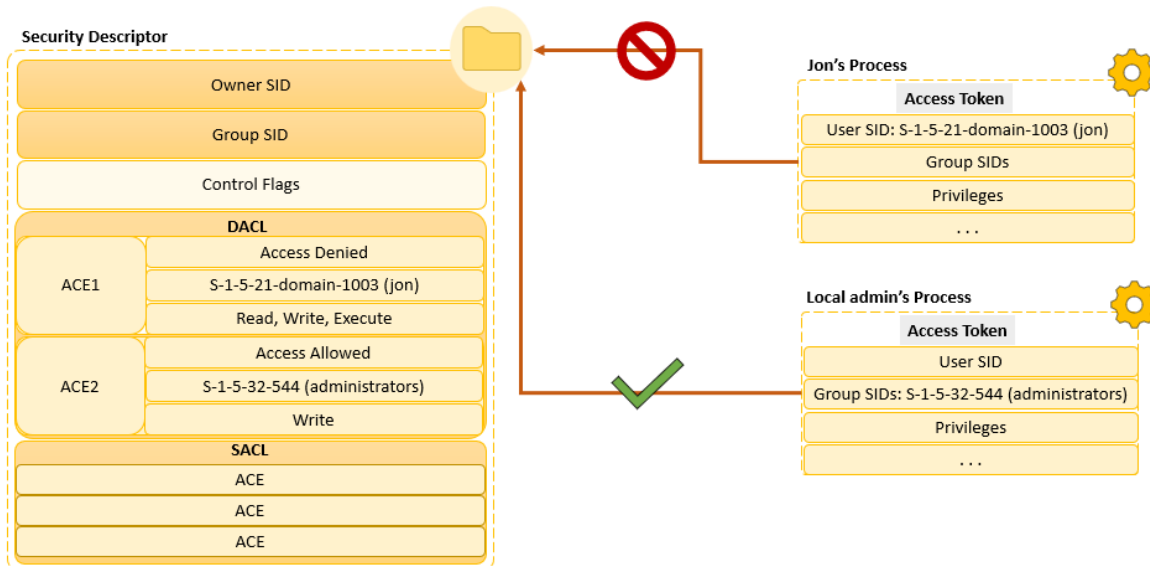 Security Descriptor
Owner SID
Group SID
Control Flags
DACL
ACE1
Access Denied
S-1-5-21-domain-1003 (jon)
Read, Write, Execute
ACE2
Access Allowed
S-1-5-32-544 (administrators)
Write
SACL
ACE
ACE
ACE
Jon's Process
Access Token
User SID: S-1-5-21-domain-1003 (jon)
Group SIDs
Privileges
. . .
Local admin's Process
Access Token
User SID
Group SIDs: S-1-5-32-544 (administrators)
Privileges
. . .